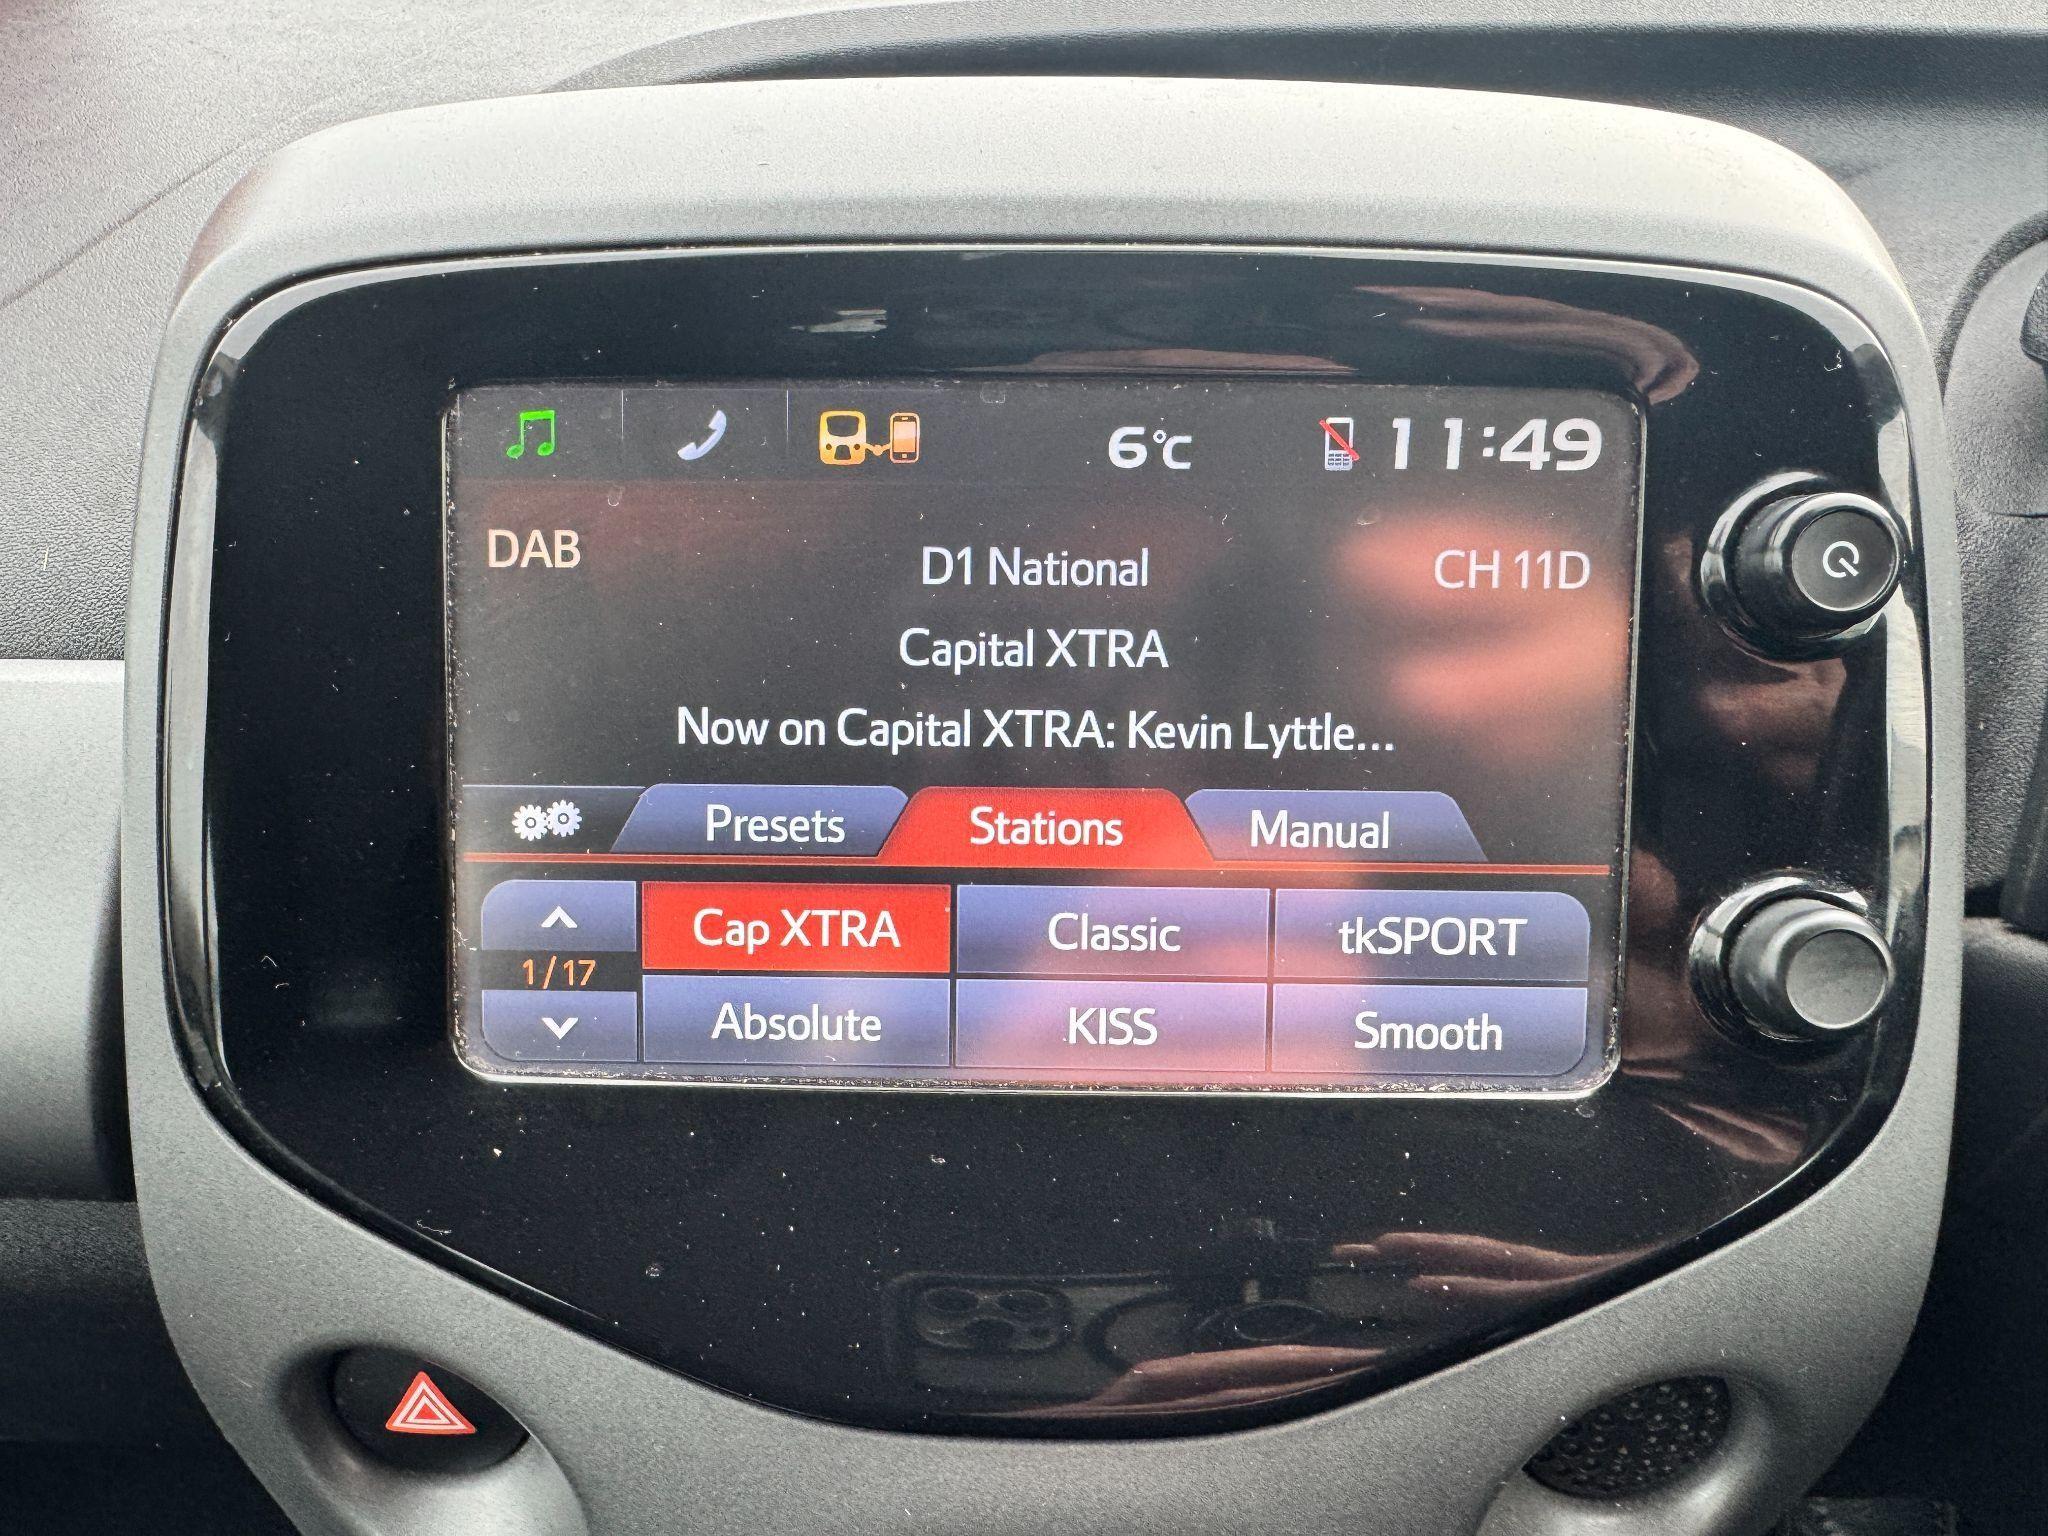 6°C 11:49
DAB D1 National CH 11D
Capital XTRA
Now on Capital XTRA: Kevin Lyttle...
Presets Stations Manual
Cap XTRA Classic tkSPORT
1/17
Absolute KISS Smooth